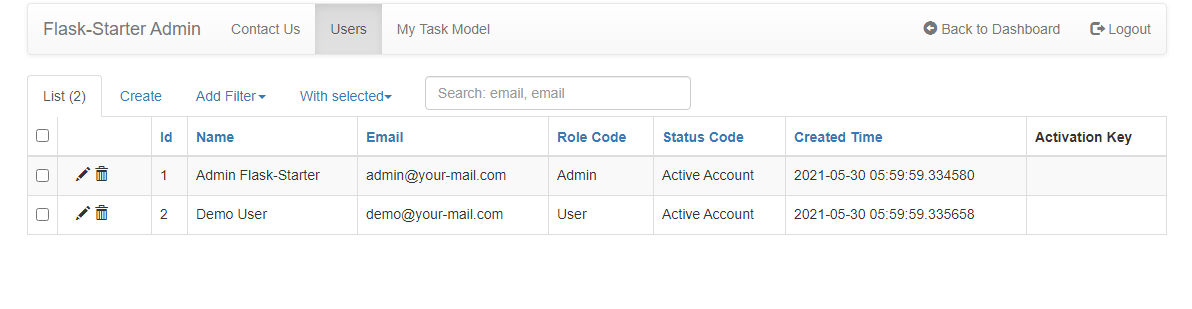 Flask-Starter Admin Contact Us Users My Task Model Back to Dashboard Logout
List (2) Create Add Filter With selected Search: email, email
Id Name Email Role Code Status Code Created Time Activation Key
1 Admin Flask-Starter admin@your-mail.com Admin Active Account 2021-05-30 05:59:59.334580
2 Demo User demo@your-mail.com User Active Account 2021-05-30 05:59:59.335658